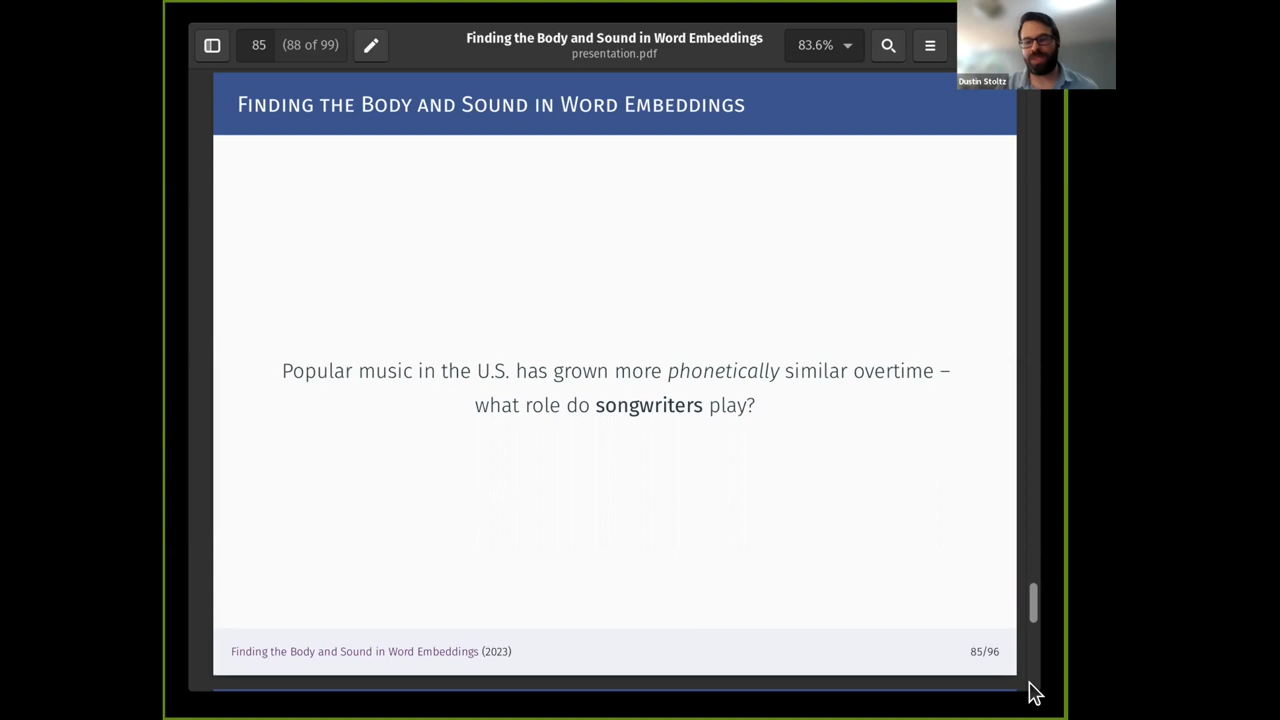 85 (88 of 99)
Finding the Body and Sound in Word Embeddings
presentation.pdf
83.6%
Dustin Stoltz
Finding the Body and Sound in Word Embeddings
Popular music in the U.S. has grown more phonetically similar overtime –
what role do songwriters play?
Finding the Body and Sound in Word Embeddings (2023)
85/96